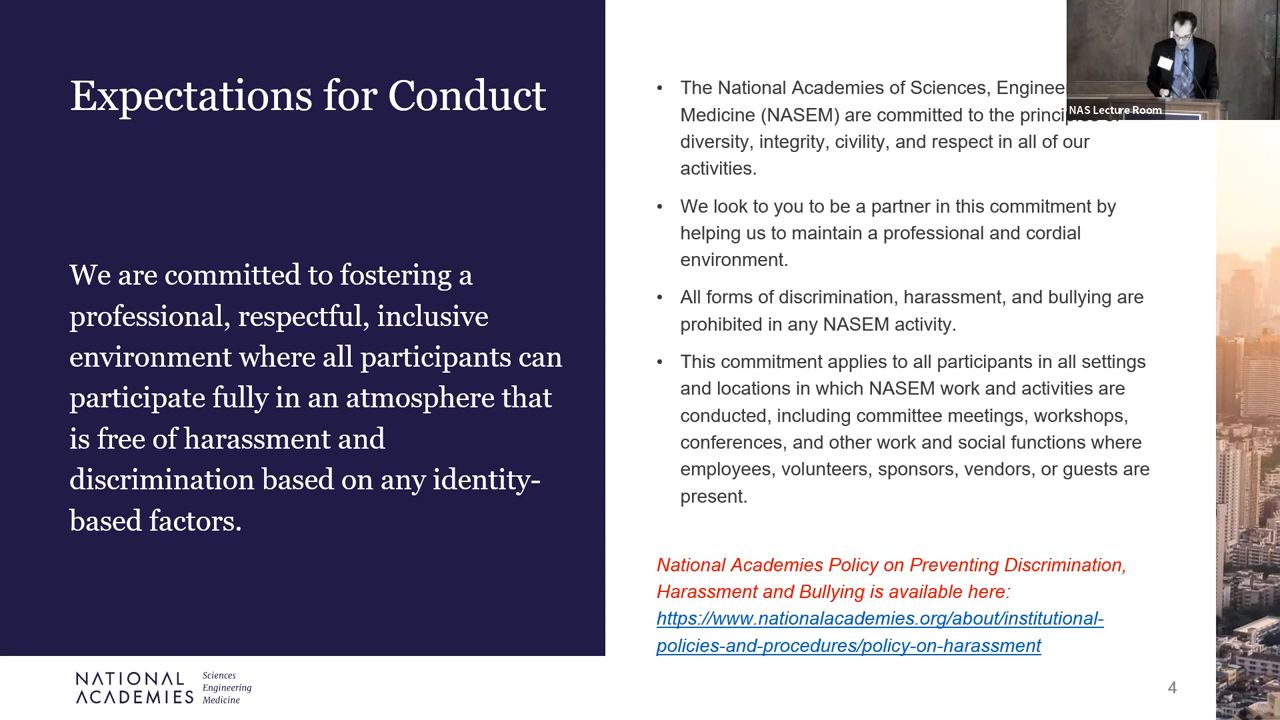 Expectations for Conduct
We are committed to fostering a
professional, respectful, inclusive
environment where all participants can
participate fully in an atmosphere that
is free of harassment and
discrimination based on any identity-
based factors.
• The National Academies of Sciences,
Medicine (NASEM) are committed to the
diversity, integrity, civility, and respect in all of our
activities.
• We look to you to be a partner in this commitment by
helping us to maintain a professional and cordial
environment.
• All forms of discrimination, harassment, and bullying are
prohibited in any NASEM activity.
• This commitment applies to all participants in all settings
and locations in which NASEM work and activities are
conducted, including committee meetings, workshops,
conferences, and other work and social functions where
employees, volunteers, sponsors, vendors, or guests are
present.
National Academies Policy on Preventing Discrimination,
Harassment and Bullying is available here:
https://www.nationalacademies.org/about/institutional-
policies-and-procedures/policy-on-harassment
NAS Lecture Room
NATIONAL
ACADEMIES
Sciences
Engineering
Medicine
4